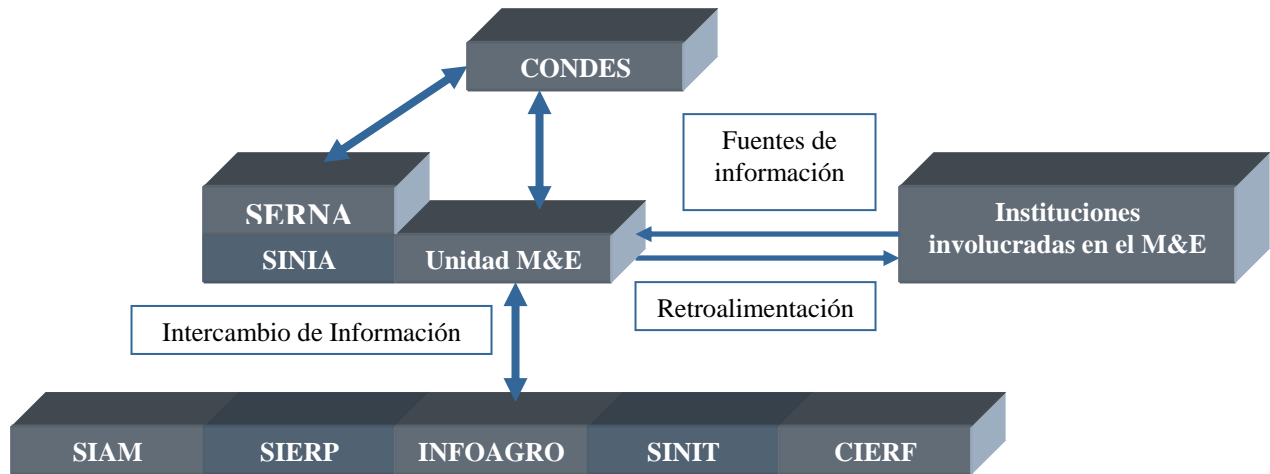 CONDES
Fuentes de
información
SERNA
SINIA
Unidad M&E
Instituciones
involucradas en el M&E
Intercambio de Información
Retroalimentación
SIAM
SIERP
INFOAGRO
SINIT
CIERF